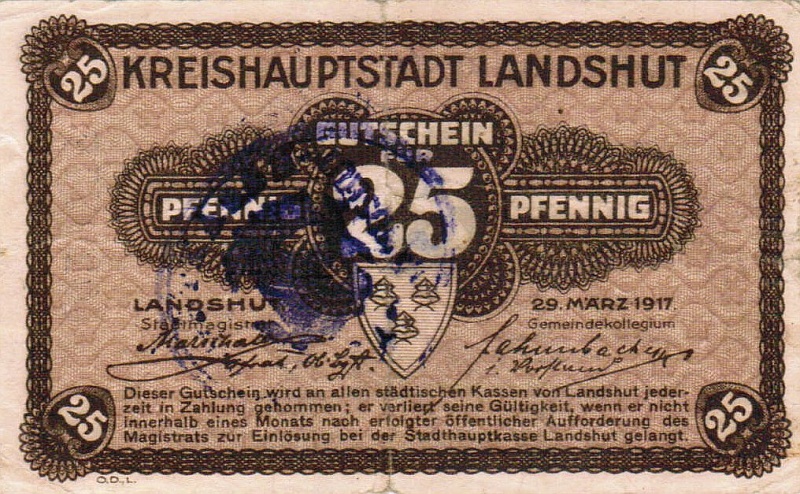 25 KREISHAUPTSTADT LANDSHUT 25
GUTSCHEIN
FÜR
PFENNIG 25 PFENNIG
LANDSHUT 29. MÄRZ 1917.
Stadtmagistrat Gemeindekollegium
Dieser Gutschein wird an allen städtischen Kassen von Landshut jeder-
zeit in Zahlung genommen; er verliert seine Gültigkeit, wenn er nicht
innerhalb eines Monats nach erfolgter öffentlicher Aufforderung des
Magistrats zur Einlösung bei der Stadthauptkasse Landshut gelangt.
25 25
O.D.,L.